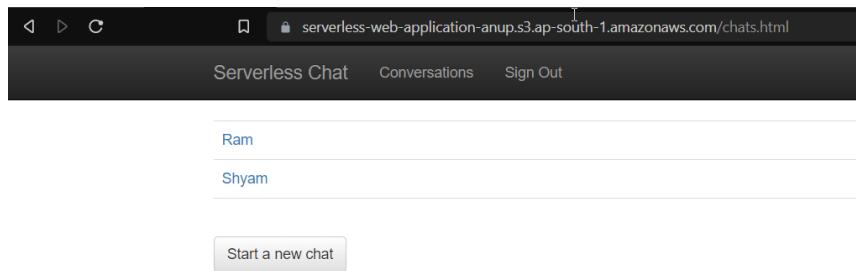 serverless-web-application-anup.s3.ap-south-1.amazonaws.com/chats.html
Serverless Chat Conversations Sign Out
Ram
Shyam
Start a new chat